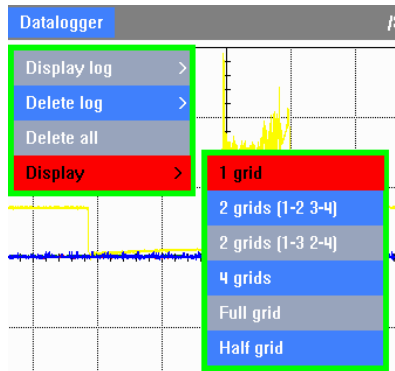 Datalogger
Display log >
Delete log >
Delete all
Display >
1 grid
2 grids (1-2 3-4)
2 grids (1-3 2-4)
4 grids
Full grid
Half grid